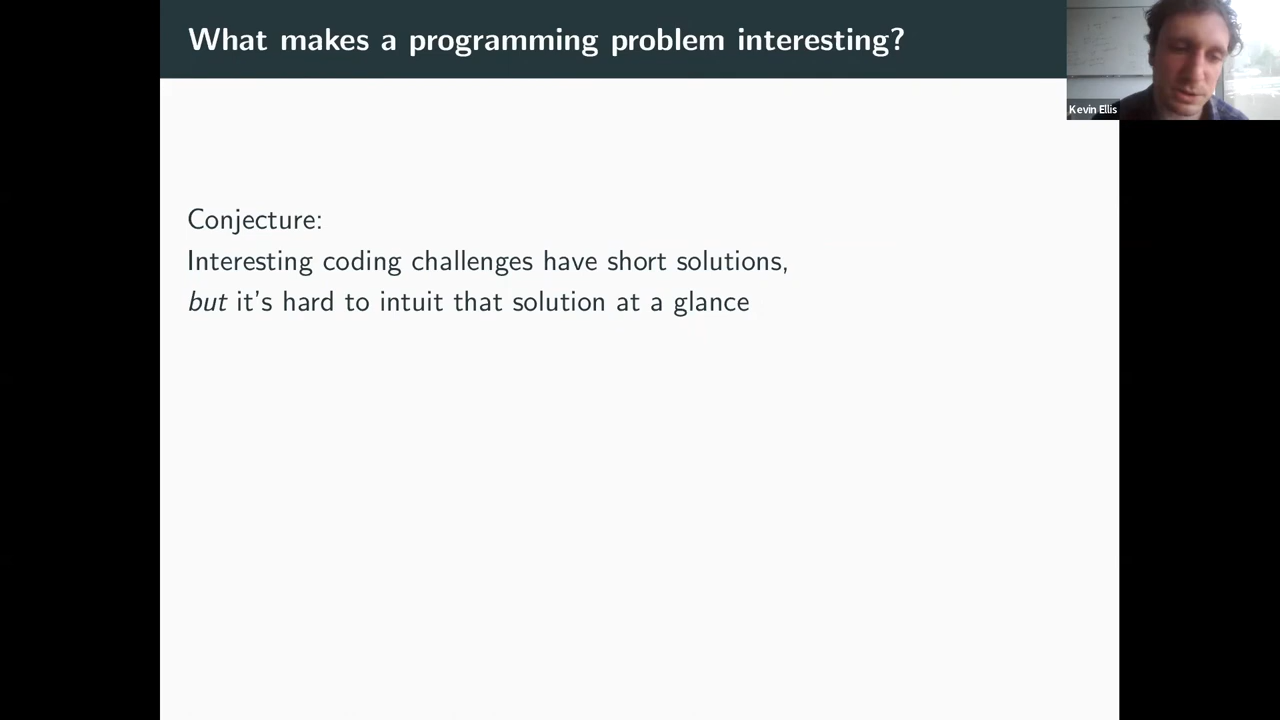 What makes a programming problem interesting?
Kevin Ellis
Conjecture:
Interesting coding challenges have short solutions,
but it's hard to intuit that solution at a glance